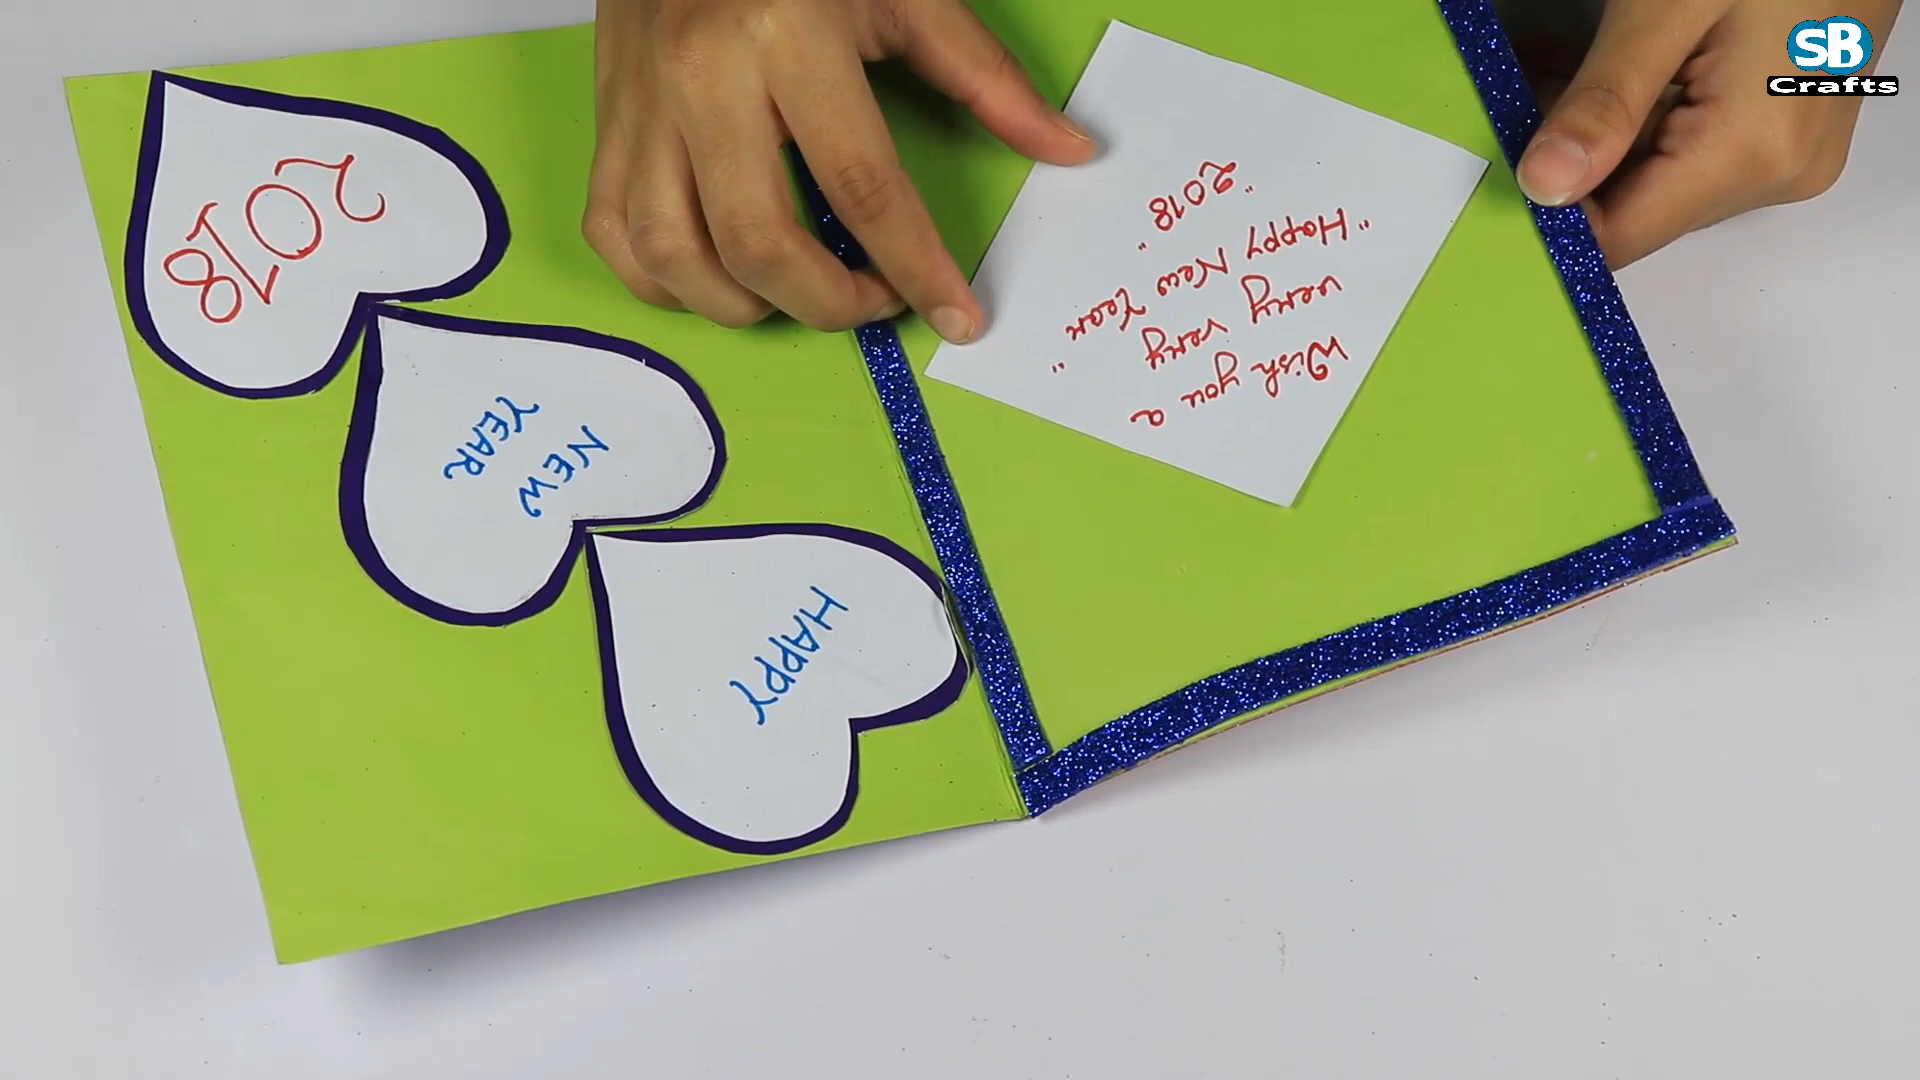 SB
Crafts
HAPPY
NEW
YEAR
2018
Wish you a
very very
"Happy New Year"
"2018"